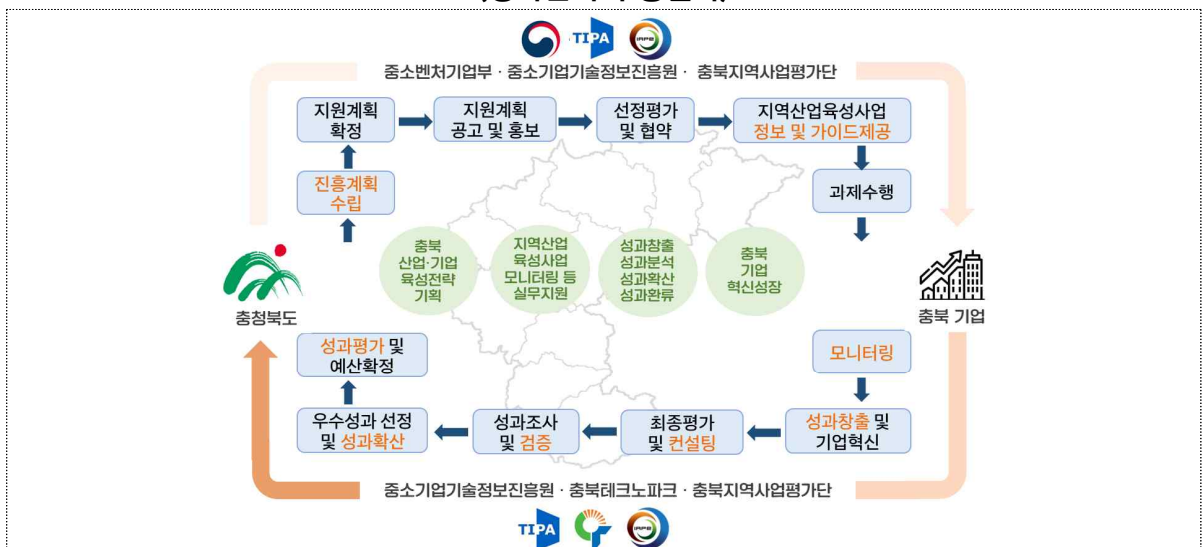 TIPA
IRPE
중소벤처기업부 · 중소기업기술정보진흥원 · 충북지역사업평가단
지원계획
확정
지원계획
공고 및 홍보
선정평가
및 협약
지역산업육성사업
정보 및 가이드제공
진흥계획
수립
과제수행
충북
산업·기업
육성전략
기획
지역산업
육성사업
모니터링 등
실무지원
성과창출
성과분석
성과확산
성과환류
충북
기업
혁신성장
충청북도
충북 기업
성과평가 및
예산확정
모니터링
우수성과 선정
및 성과확산
성과조사
및 검증
최종평가
및 컨설팅
성과창출 및
기업혁신
중소기업기술정보진흥원 · 충북테크노파크 · 충북지역사업평가단
TIPA
IRPE